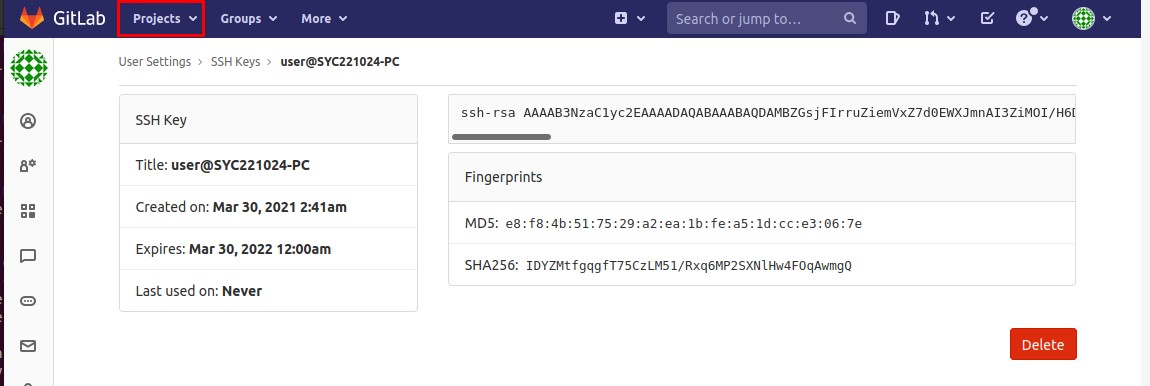 GitLab Projects Groups More Search or jump to...
User Settings > SSH Keys > user@SYC221024-PC
SSH Key
Title: user@SYC221024-PC
Created on: Mar 30, 2021 2:41am
Expires: Mar 30, 2022 12:00am
Last used on: Never
ssh-rsa AAAAB3NzaC1yc2EAAAADAQABAAABAQDAMBZGsjFIrruZiemVxZ7d0EWXJmnAI3ZiMOI/H6D
Fingerprints
MD5: e8:f8:4b:51:75:29:a2:ea:1b:fe:a5:1d:cc:e3:06:7e
SHA256: IDYZMtfgqgfT75CzLM51/Rxq6MP2SXNlHw4FOqAwmgQ
Delete